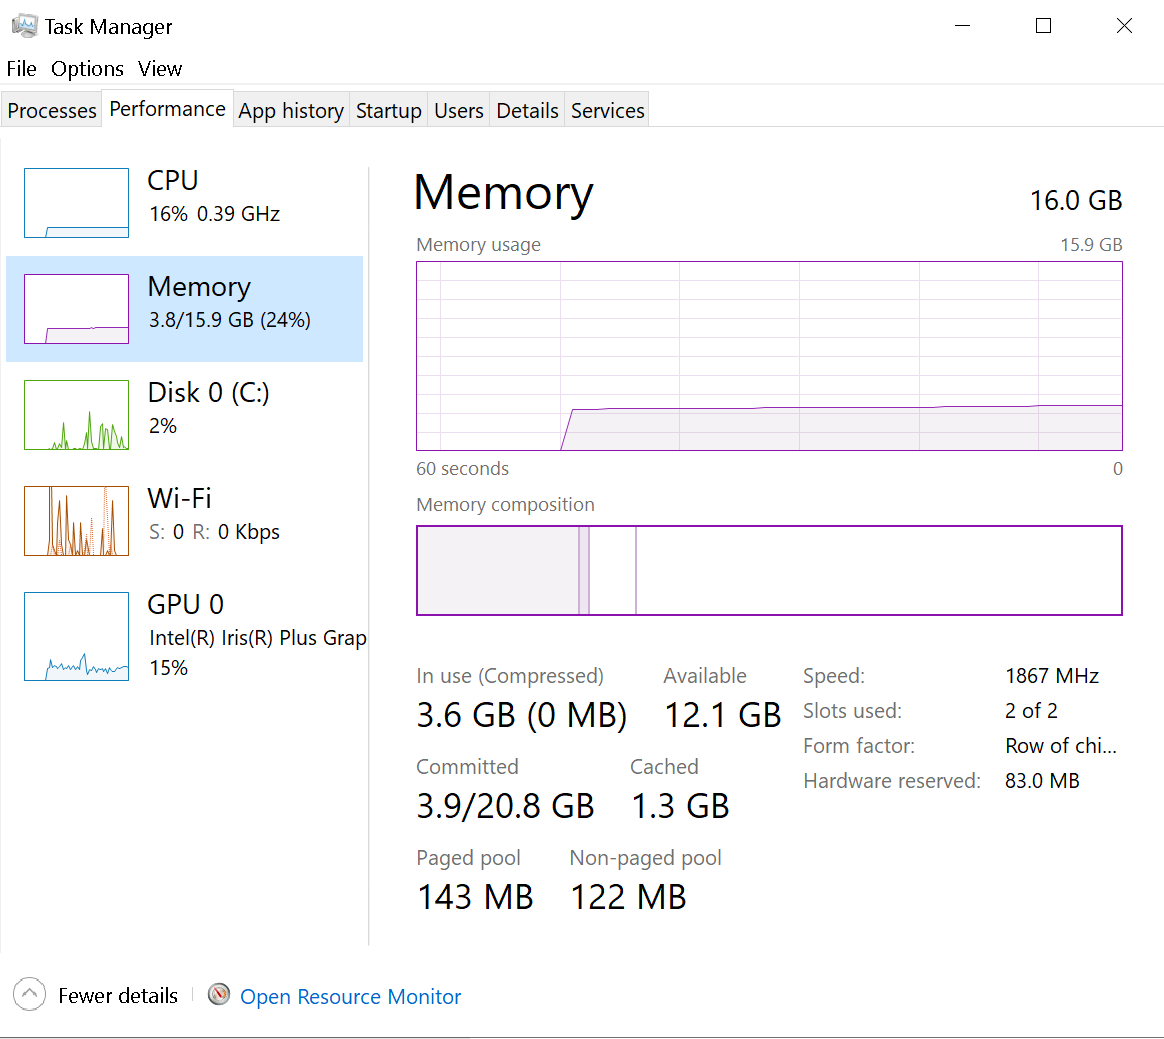 Task Manager
File Options View
Processes Performance App history Startup Users Details Services
CPU
16% 0.39 GHz
Memory
3.8/15.9 GB (24%)
Disk 0 (C:)
2%
Wi-Fi
S: 0 R: 0 Kbps
GPU 0
Intel(R) Iris(R) Plus Grap
15%
Memory 16.0 GB
Memory usage 15.9 GB
60 seconds 0
Memory composition
In use (Compressed) Available
3.6 GB (0 MB) 12.1 GB
Committed Cached
3.9/20.8 GB 1.3 GB
Paged pool Non-paged pool
143 MB 122 MB
Speed: 1867 MHz
Slots used: 2 of 2
Form factor: Row of chi...
Hardware reserved: 83.0 MB
Fewer details Open Resource Monitor